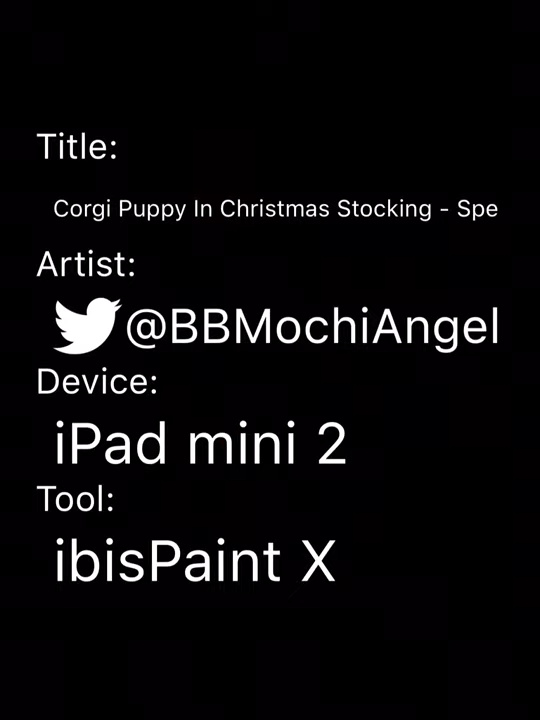 Title:
Corgi Puppy In Christmas Stocking - Spe
Artist:
@BBMochiAngel
Device:
iPad mini 2
Tool:
ibisPaint X